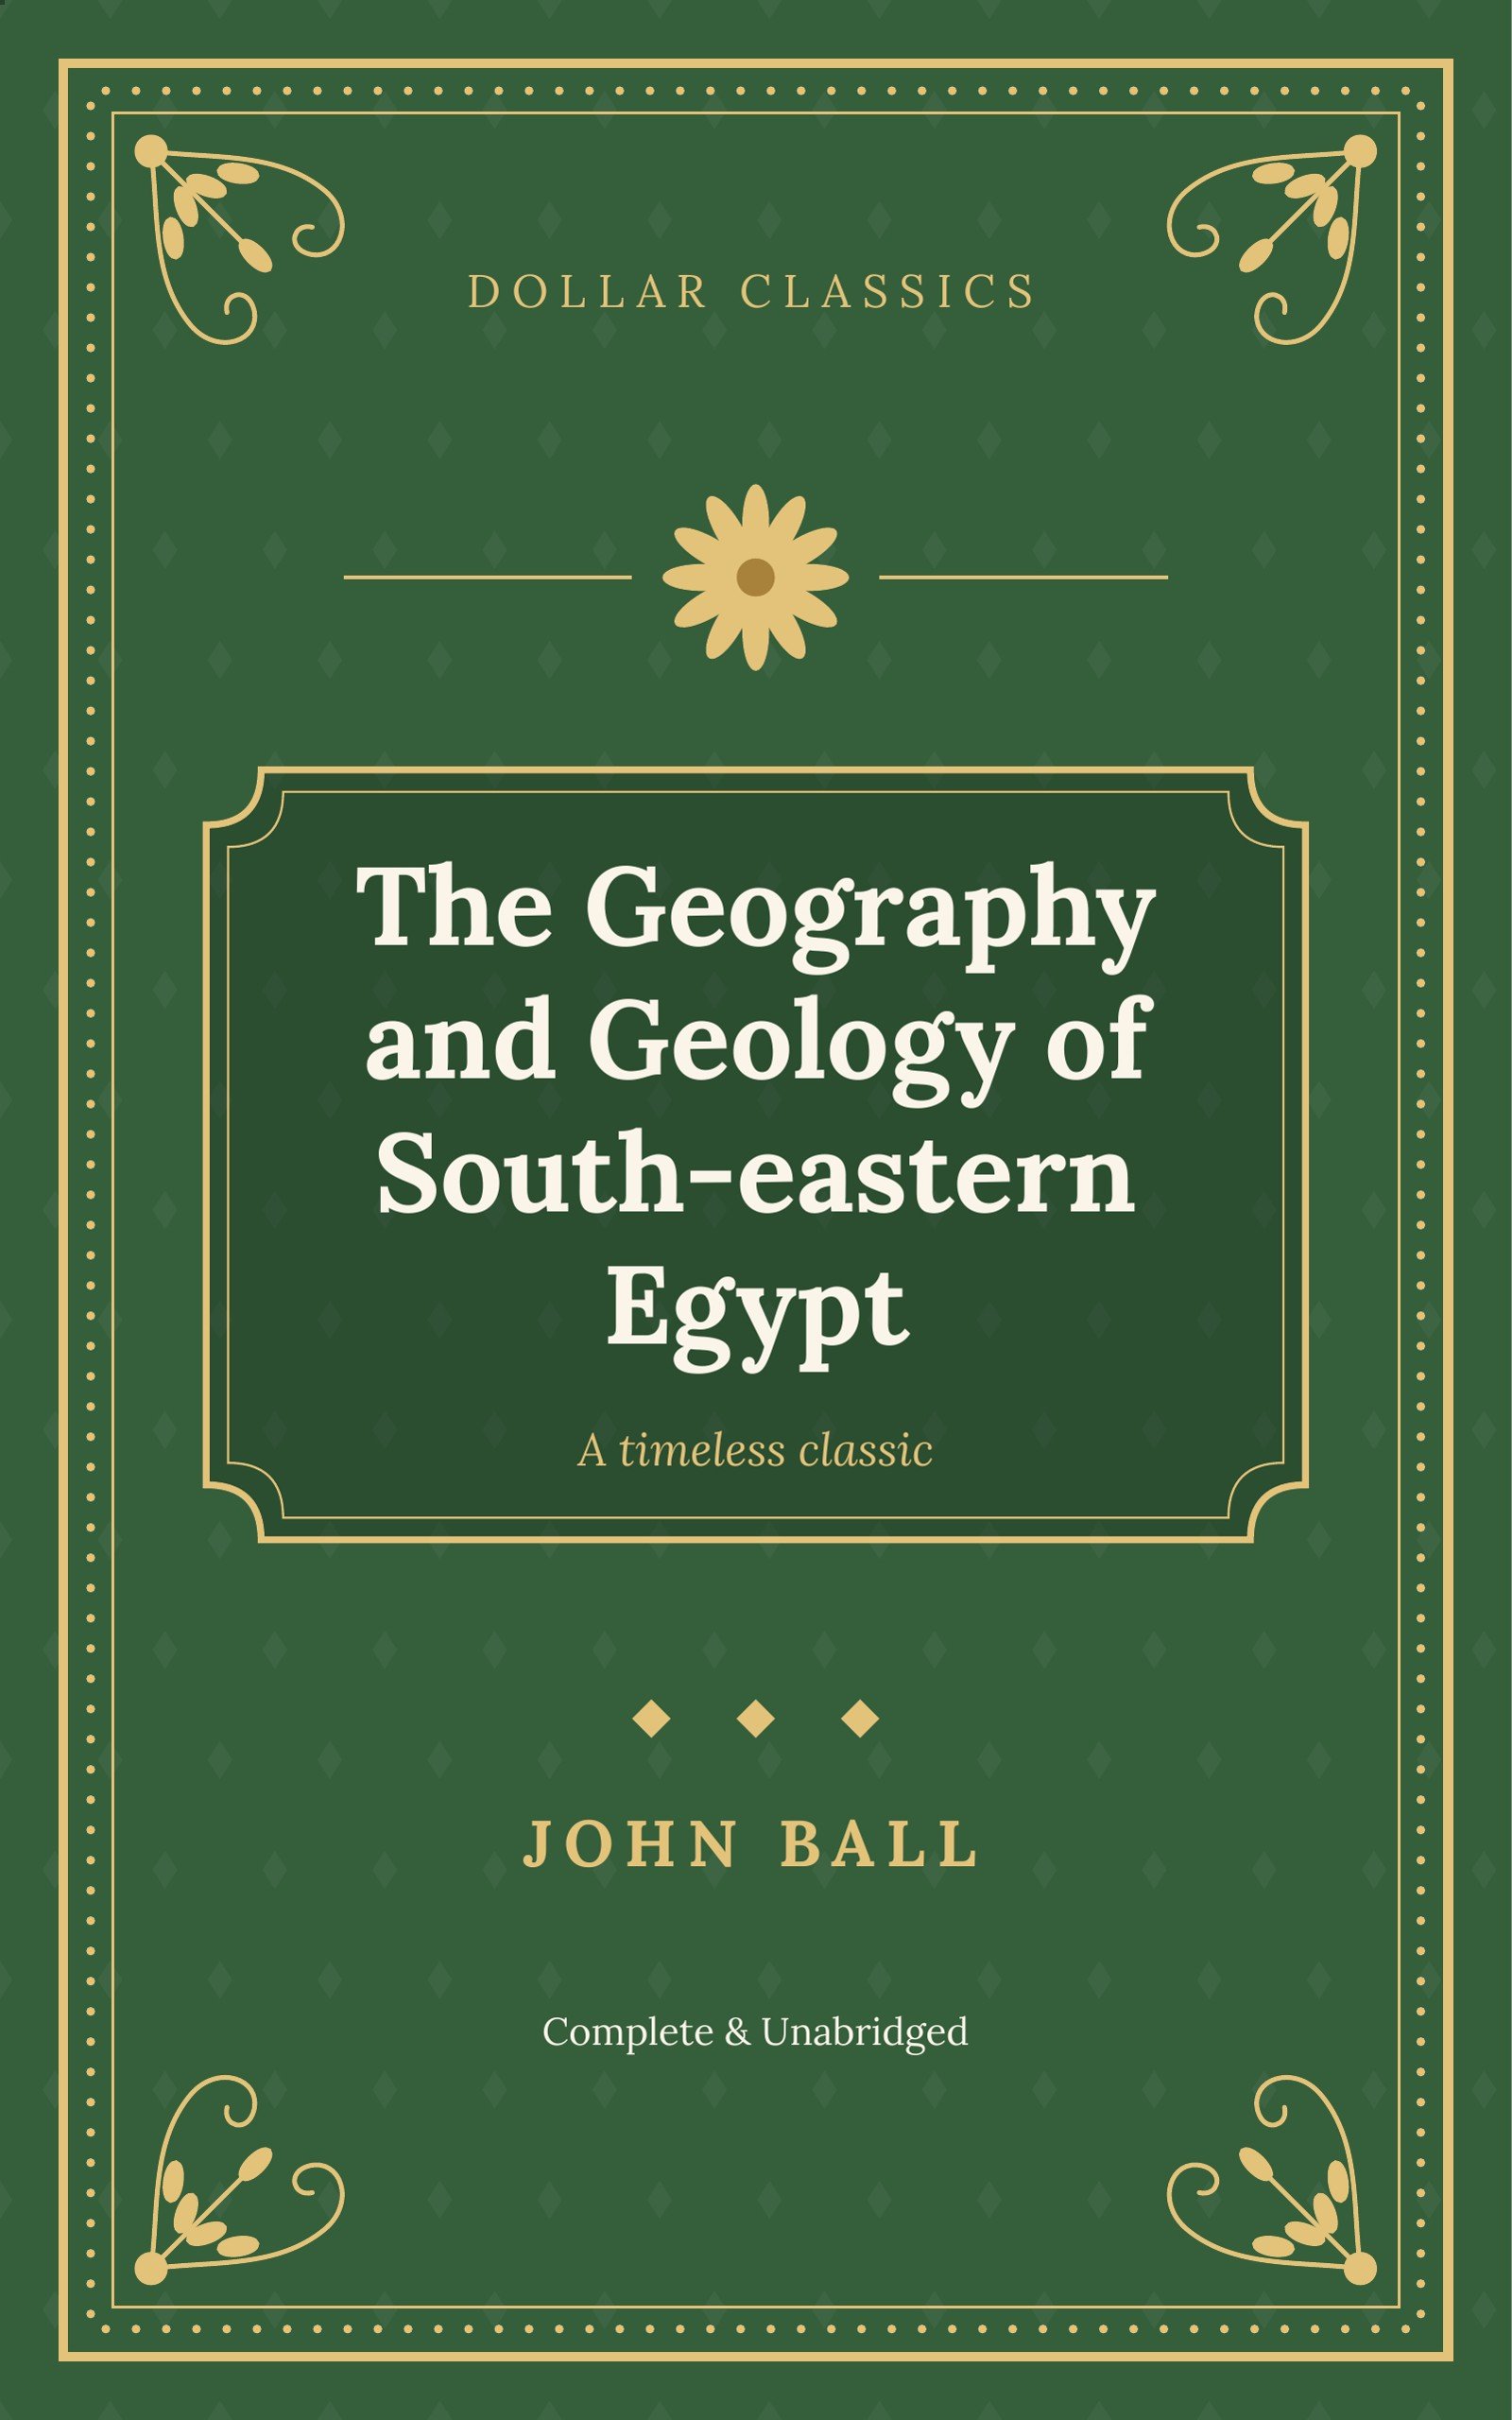 DOLLAR CLASSICS
The Geography
and Geology of
South-eastern
Egypt
A timeless classic
JOHN BALL
Complete & Unabridged